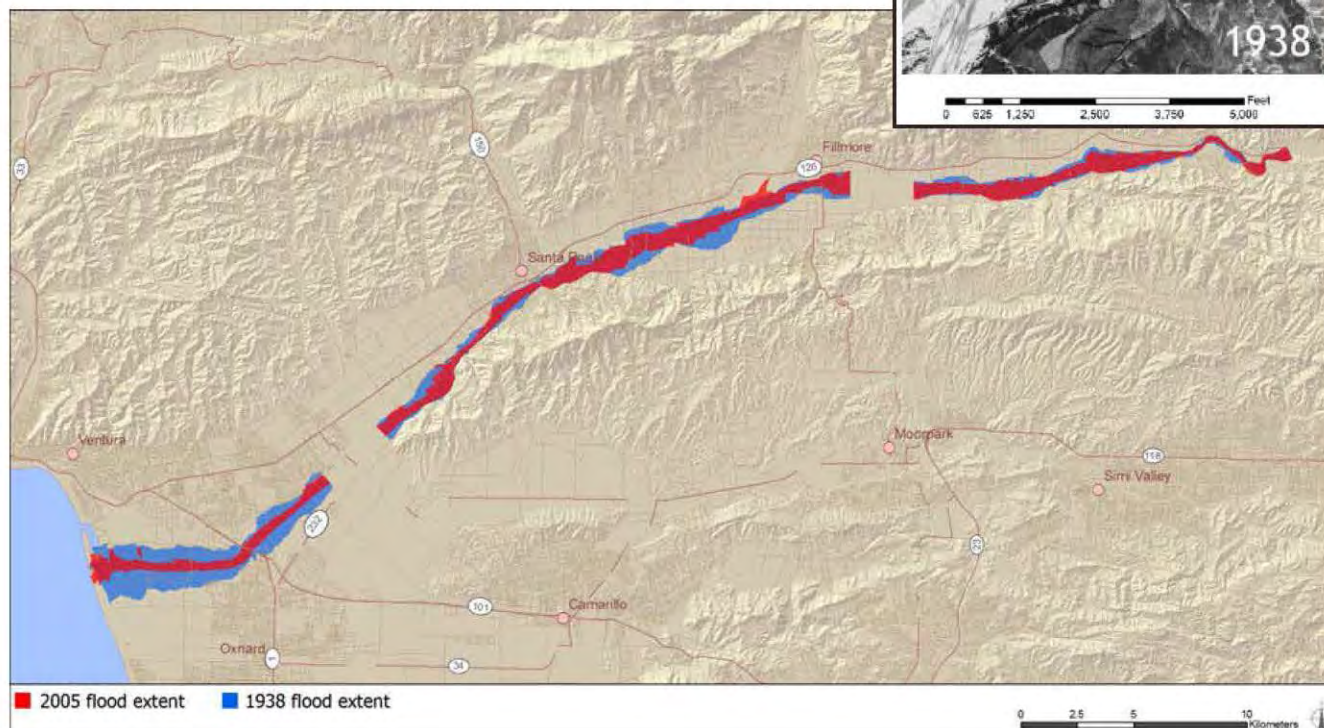 1938
Feet
0 625 1,250 2,500 3,750 5,000
Fillmore
126
150
33
Santa
Ventura
Moorpark
118
Simi Valley
232
23
101
Camarillo
Oxnard
1
34
2005 flood extent
1938 flood extent
0 2.5 5 10
Kilometers